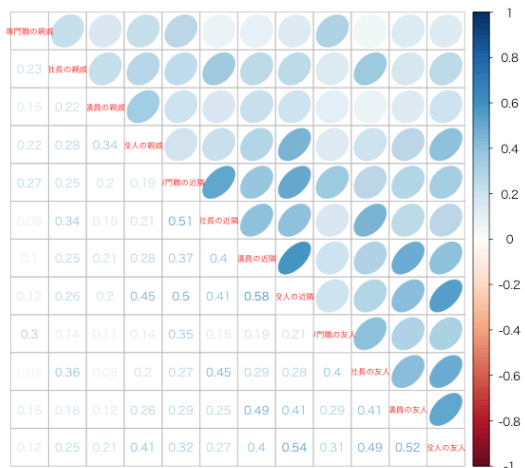 専門職の親戚
0.23 社長の親戚
0.15 0.22 議員の親戚
0.22 0.28 0.34 役人の親戚
0.27 0.25 0.2 0.19 門職の近隣
0.09 0.34 0.15 0.21 0.51 社長の近隣
0.1 0.25 0.21 0.28 0.37 0.4 議員の近隣
0.12 0.26 0.2 0.45 0.5 0.41 0.58 役人の近隣
0.3 0.14 0.11 0.14 0.35 0.15 0.19 0.21 門職の友人
0.36 0.08 0.2 0.27 0.45 0.29 0.28 0.4 社長の友人
0.15 0.18 0.12 0.26 0.29 0.25 0.49 0.41 0.29 0.41 議員の友人
0.12 0.25 0.21 0.41 0.32 0.27 0.4 0.54 0.31 0.49 0.52 役人の友人
1
0.8
0.6
0.4
0.2
0
-0.2
-0.4
-0.6
-0.8
-1